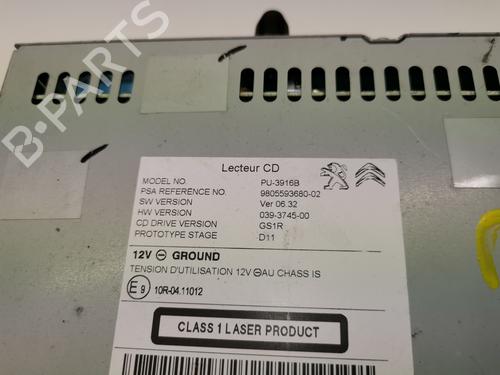 B-PARTS
Lecteur CD
MODEL NO. PU-3916B
PSA REFERENCE NO. 9805593680-02
SW VERSION Ver 06.32
HW VERSION 039-3745-00
CD DRIVE VERSION GS1R
PROTOTYPE STAGE D11
12V ⊖ GROUND
TENSION D'UTILISATION 12V ⊖AU CHASS IS
E9 10R-04.11012
CLASS 1 LASER PRODUCT